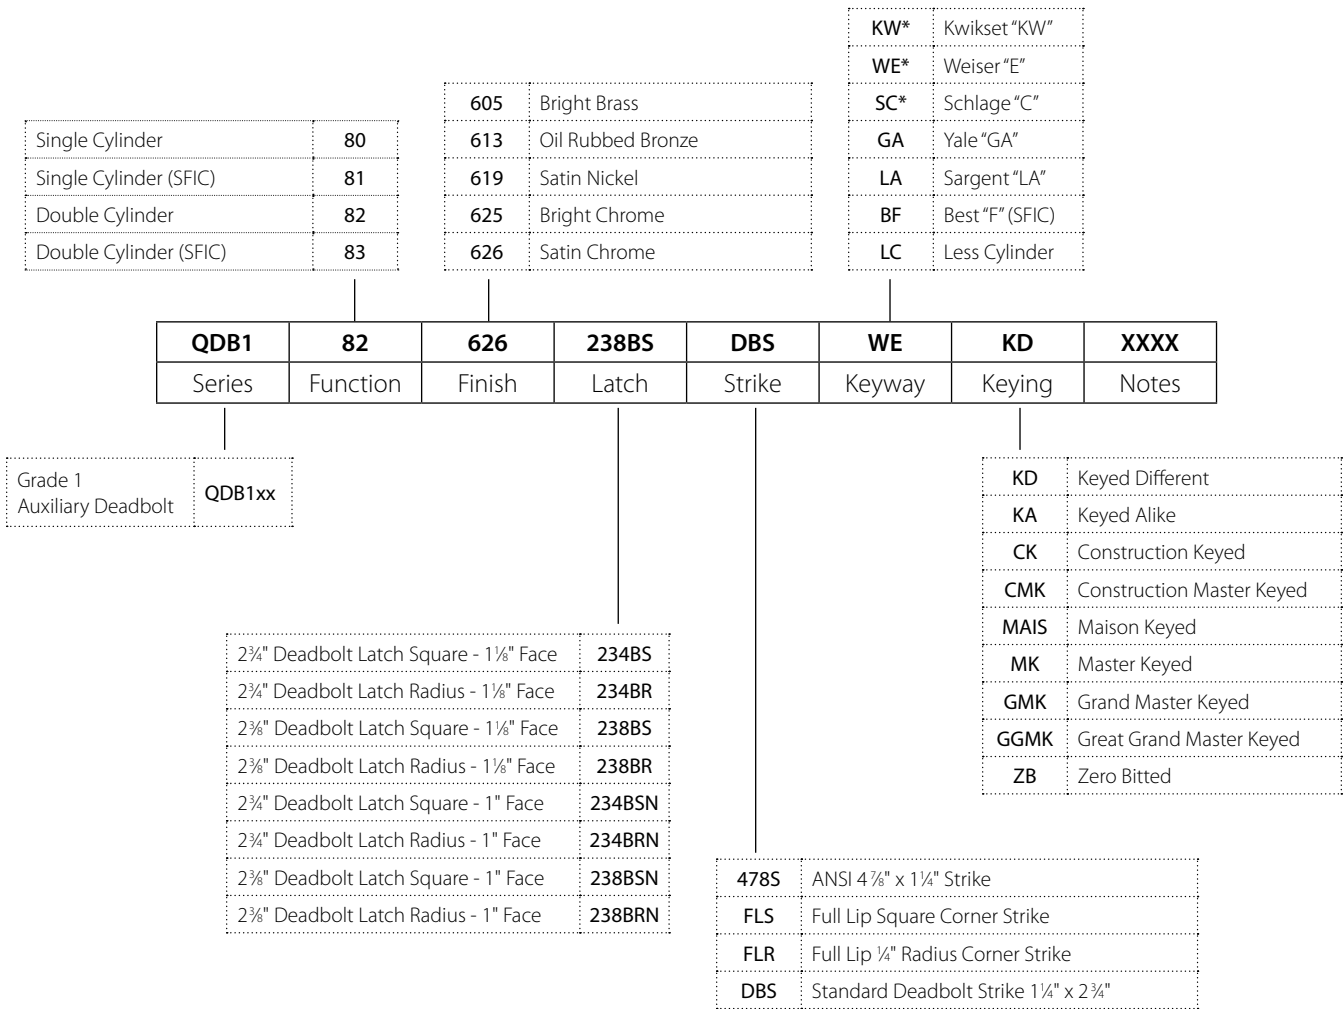 KW* Kwikset “KW”
WE* Weiser “E”
SC* Schlage “C”
GA Yale “GA”
LA Sargent “LA”
BF Best “F” (SFIC)
LC Less Cylinder
605 Bright Brass
613 Oil Rubbed Bronze
619 Satin Nickel
625 Bright Chrome
626 Satin Chrome
Single Cylinder 80
Single Cylinder (SFIC) 81
Double Cylinder 82
Double Cylinder (SFIC) 83
QDB1 82 626 238BS DBS WE KD XXXX
Series Function Finish Latch Strike Keyway Keying Notes
Grade 1
Auxiliary Deadbolt QDB1xx
KD Keyed Different
KA Keyed Alike
CK Construction Keyed
CMK Construction Master Keyed
MAIS Maison Keyed
MK Master Keyed
GMK Grand Master Keyed
GGMK Great Grand Master Keyed
ZB Zero Bitted
2¾" Deadbolt Latch Square - 1⅛" Face 234BS
2¾" Deadbolt Latch Radius - 1⅛" Face 234BR
2⅜" Deadbolt Latch Square - 1⅛" Face 238BS
2⅜" Deadbolt Latch Radius - 1⅛" Face 238BR
2¾" Deadbolt Latch Square - 1" Face 234BSN
2¾" Deadbolt Latch Radius - 1" Face 234BRN
2⅜" Deadbolt Latch Square - 1" Face 238BSN
2⅜" Deadbolt Latch Radius - 1" Face 238BRN
478S ANSI 4⅞" x 1¼" Strike
FLS Full Lip Square Corner Strike
FLR Full Lip ¼" Radius Corner Strike
DBS Standard Deadbolt Strike 1¼" x 2¾"